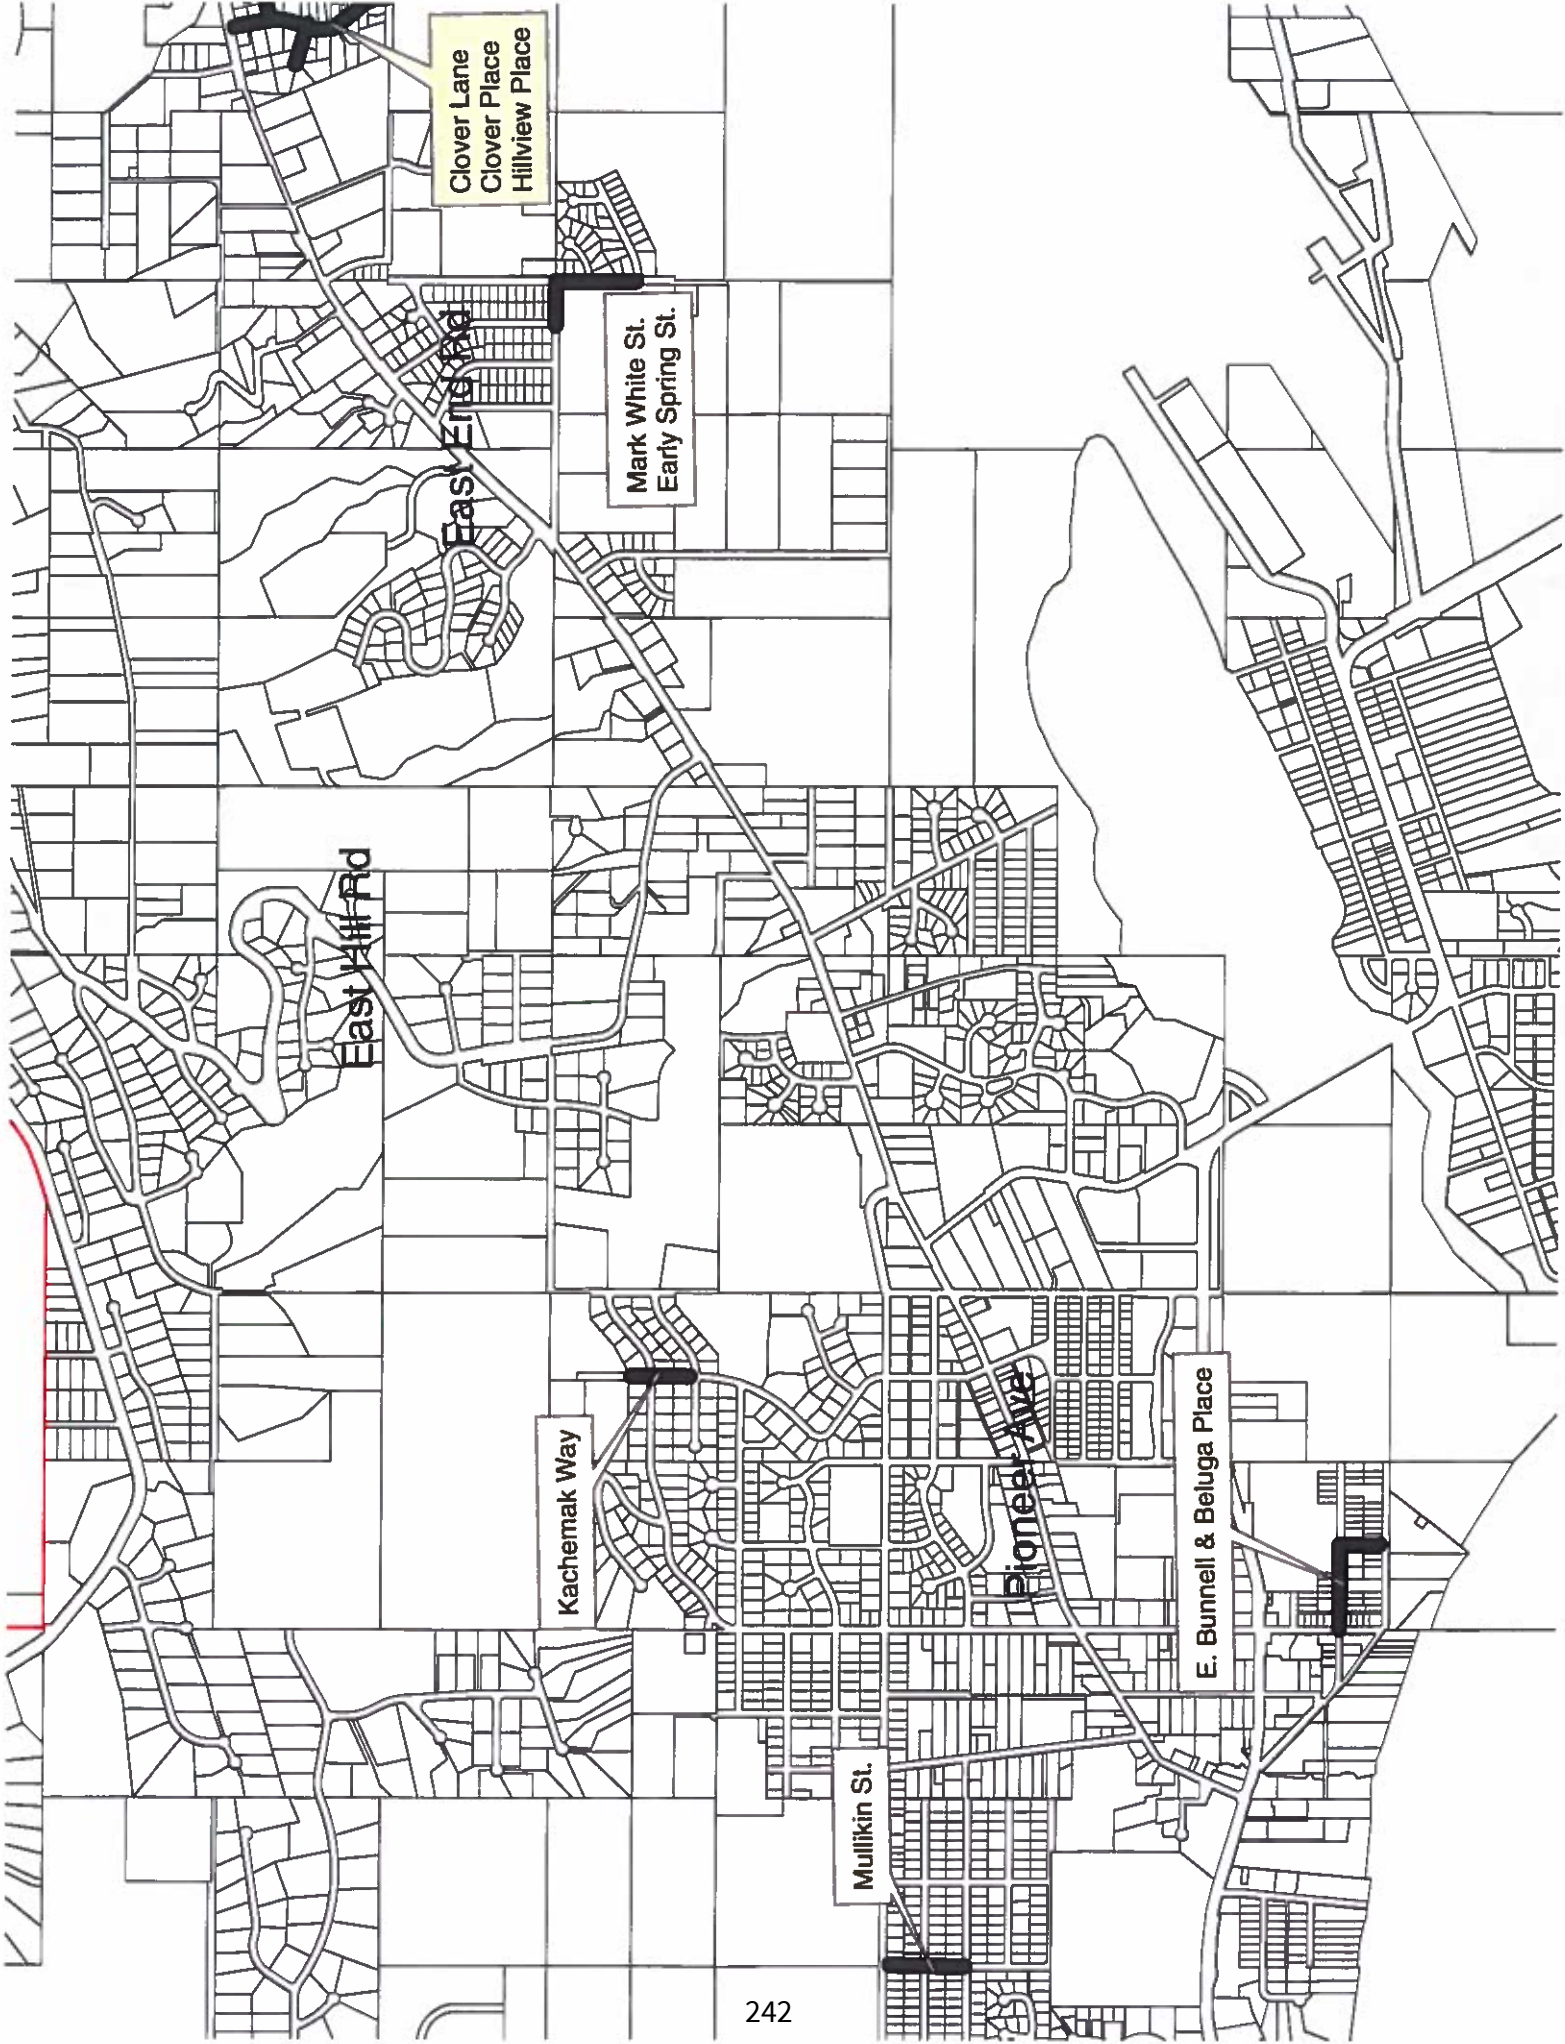 Clover Lane
Clover Place
Hillview Place
East End Rd
Mark White St.
Early Spring St.
East Hill Rd
Kachemak Way
Pioneer Ave
E. Bunnell & Beluga Place
Mullikin St.
242